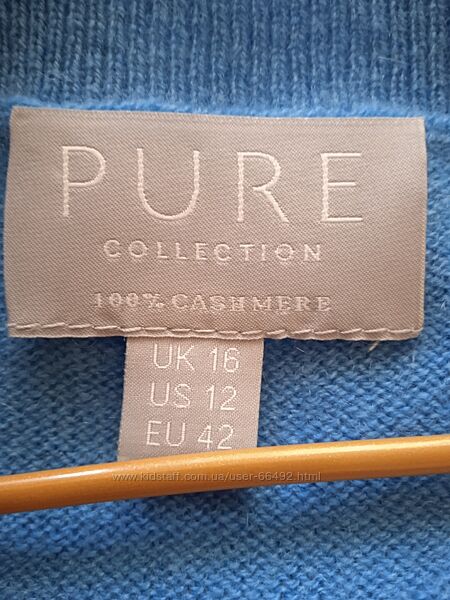 PURE
COLLECTION
100% CASHMERE
UK 16
US 12
EU 42
www.kidstaff.com.ua/user-66492.html